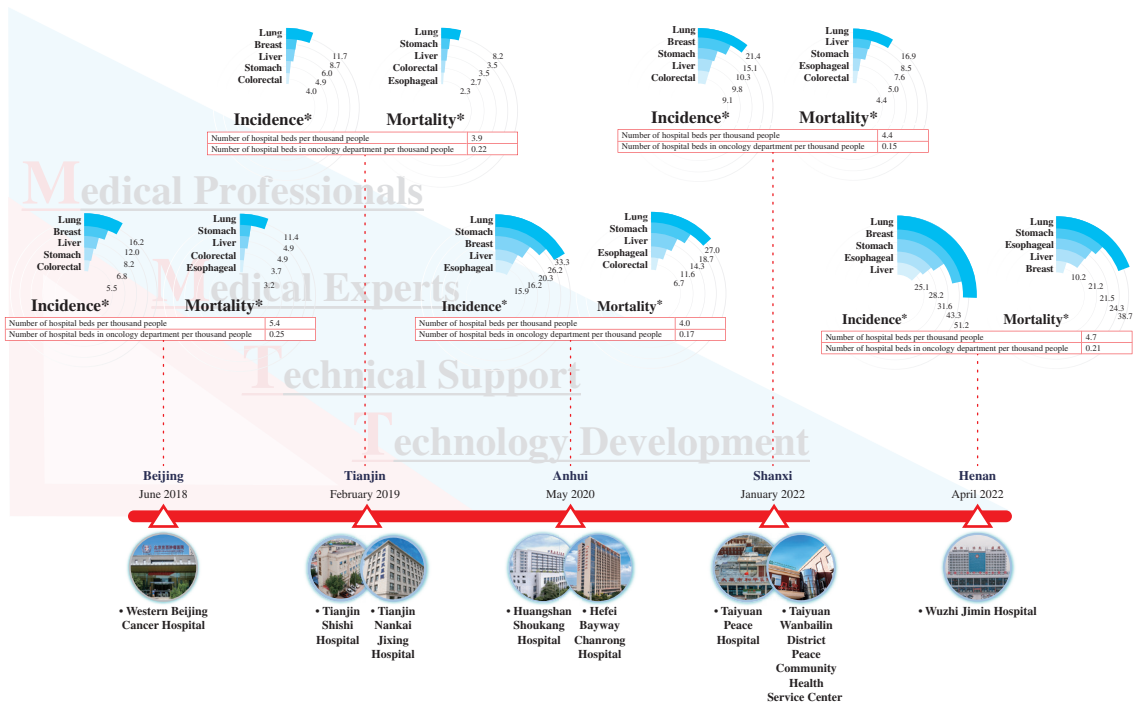 Lung
Breast
Liver
Stomach
Colorectal
11.7
8.7
6.0
4.9
4.0
Incidence*
Lung
Stomach
Liver
Colorectal
Esophageal
8.2
3.5
3.5
2.7
2.3
Mortality*
Number of hospital beds per thousand people 3.9
Number of hospital beds in oncology department per thousand people 0.22
Lung
Breast
Stomach
Liver
Colorectal
21.4
15.1
10.3
9.8
9.1
Incidence*
Lung
Liver
Stomach
Esophageal
Colorectal
16.9
8.5
7.6
5.0
4.4
Mortality*
Number of hospital beds per thousand people 4.4
Number of hospital beds in oncology department per thousand people 0.15
Medical Professionals
Lung
Breast
Liver
Stomach
Colorectal
16.2
12.0
8.2
6.8
5.5
Incidence*
Lung
Stomach
Liver
Colorectal
Esophageal
11.4
4.9
4.9
3.7
3.2
Mortality*
Number of hospital beds per thousand people 5.4
Number of hospital beds in oncology department per thousand people 0.25
Lung
Stomach
Breast
Liver
Esophageal
33.3
26.2
20.3
16.2
15.9
Incidence*
Lung
Stomach
Liver
Esophageal
Colorectal
27.0
18.7
14.3
11.6
6.7
Mortality*
Number of hospital beds per thousand people 4.0
Number of hospital beds in oncology department per thousand people 0.17
Lung
Breast
Stomach
Esophageal
Liver
25.1
28.2
31.6
43.3
51.2
Incidence*
Lung
Stomach
Esophageal
Liver
Breast
10.2
21.2
21.5
24.3
38.7
Mortality*
Number of hospital beds per thousand people 4.7
Number of hospital beds in oncology department per thousand people 0.21
Medical Experts
Technical Support
Technology Development
Beijing
June 2018
Tianjin
February 2019
Anhui
May 2020
Shanxi
January 2022
Henan
April 2022
• Western Beijing
Cancer Hospital
• Tianjin
Shishi
Hospital
• Tianjin
Nankai
Jixing
Hospital
• Huangshan
Shoukang
Hospital
• Hefei
Bayway
Chanrong
Hospital
• Taiyuan
Peace
Hospital
• Taiyuan
Wanbailin
District
Peace
Community
Health
Service Center
• Wuzhi Jimin Hospital